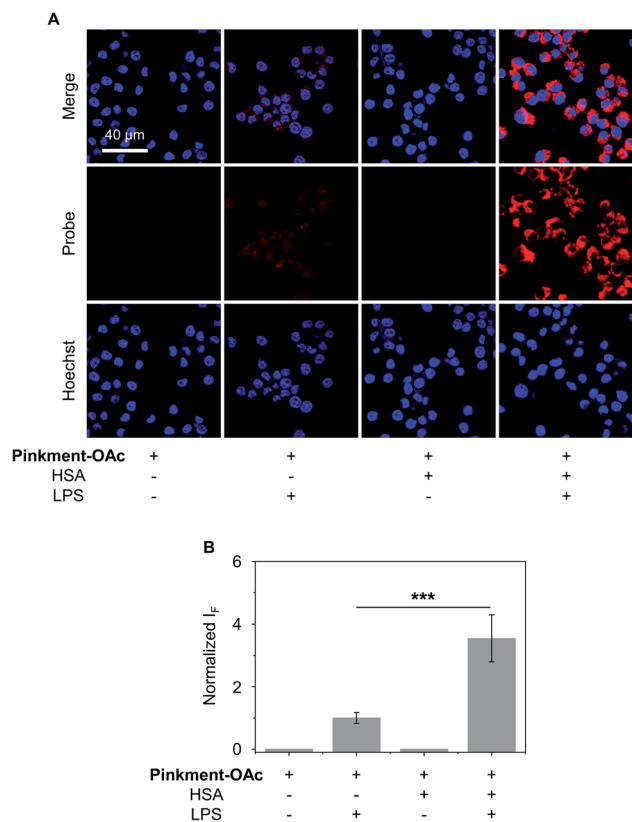 A
Merge
40 µm
Probe
Hoechst
Pinkment-OAc + + + +
HSA - - + +
LPS - + - +
B
6
***
4
Normalized I_F
2
0
Pinkment-OAc + + + +
HSA - - + +
LPS - + - +